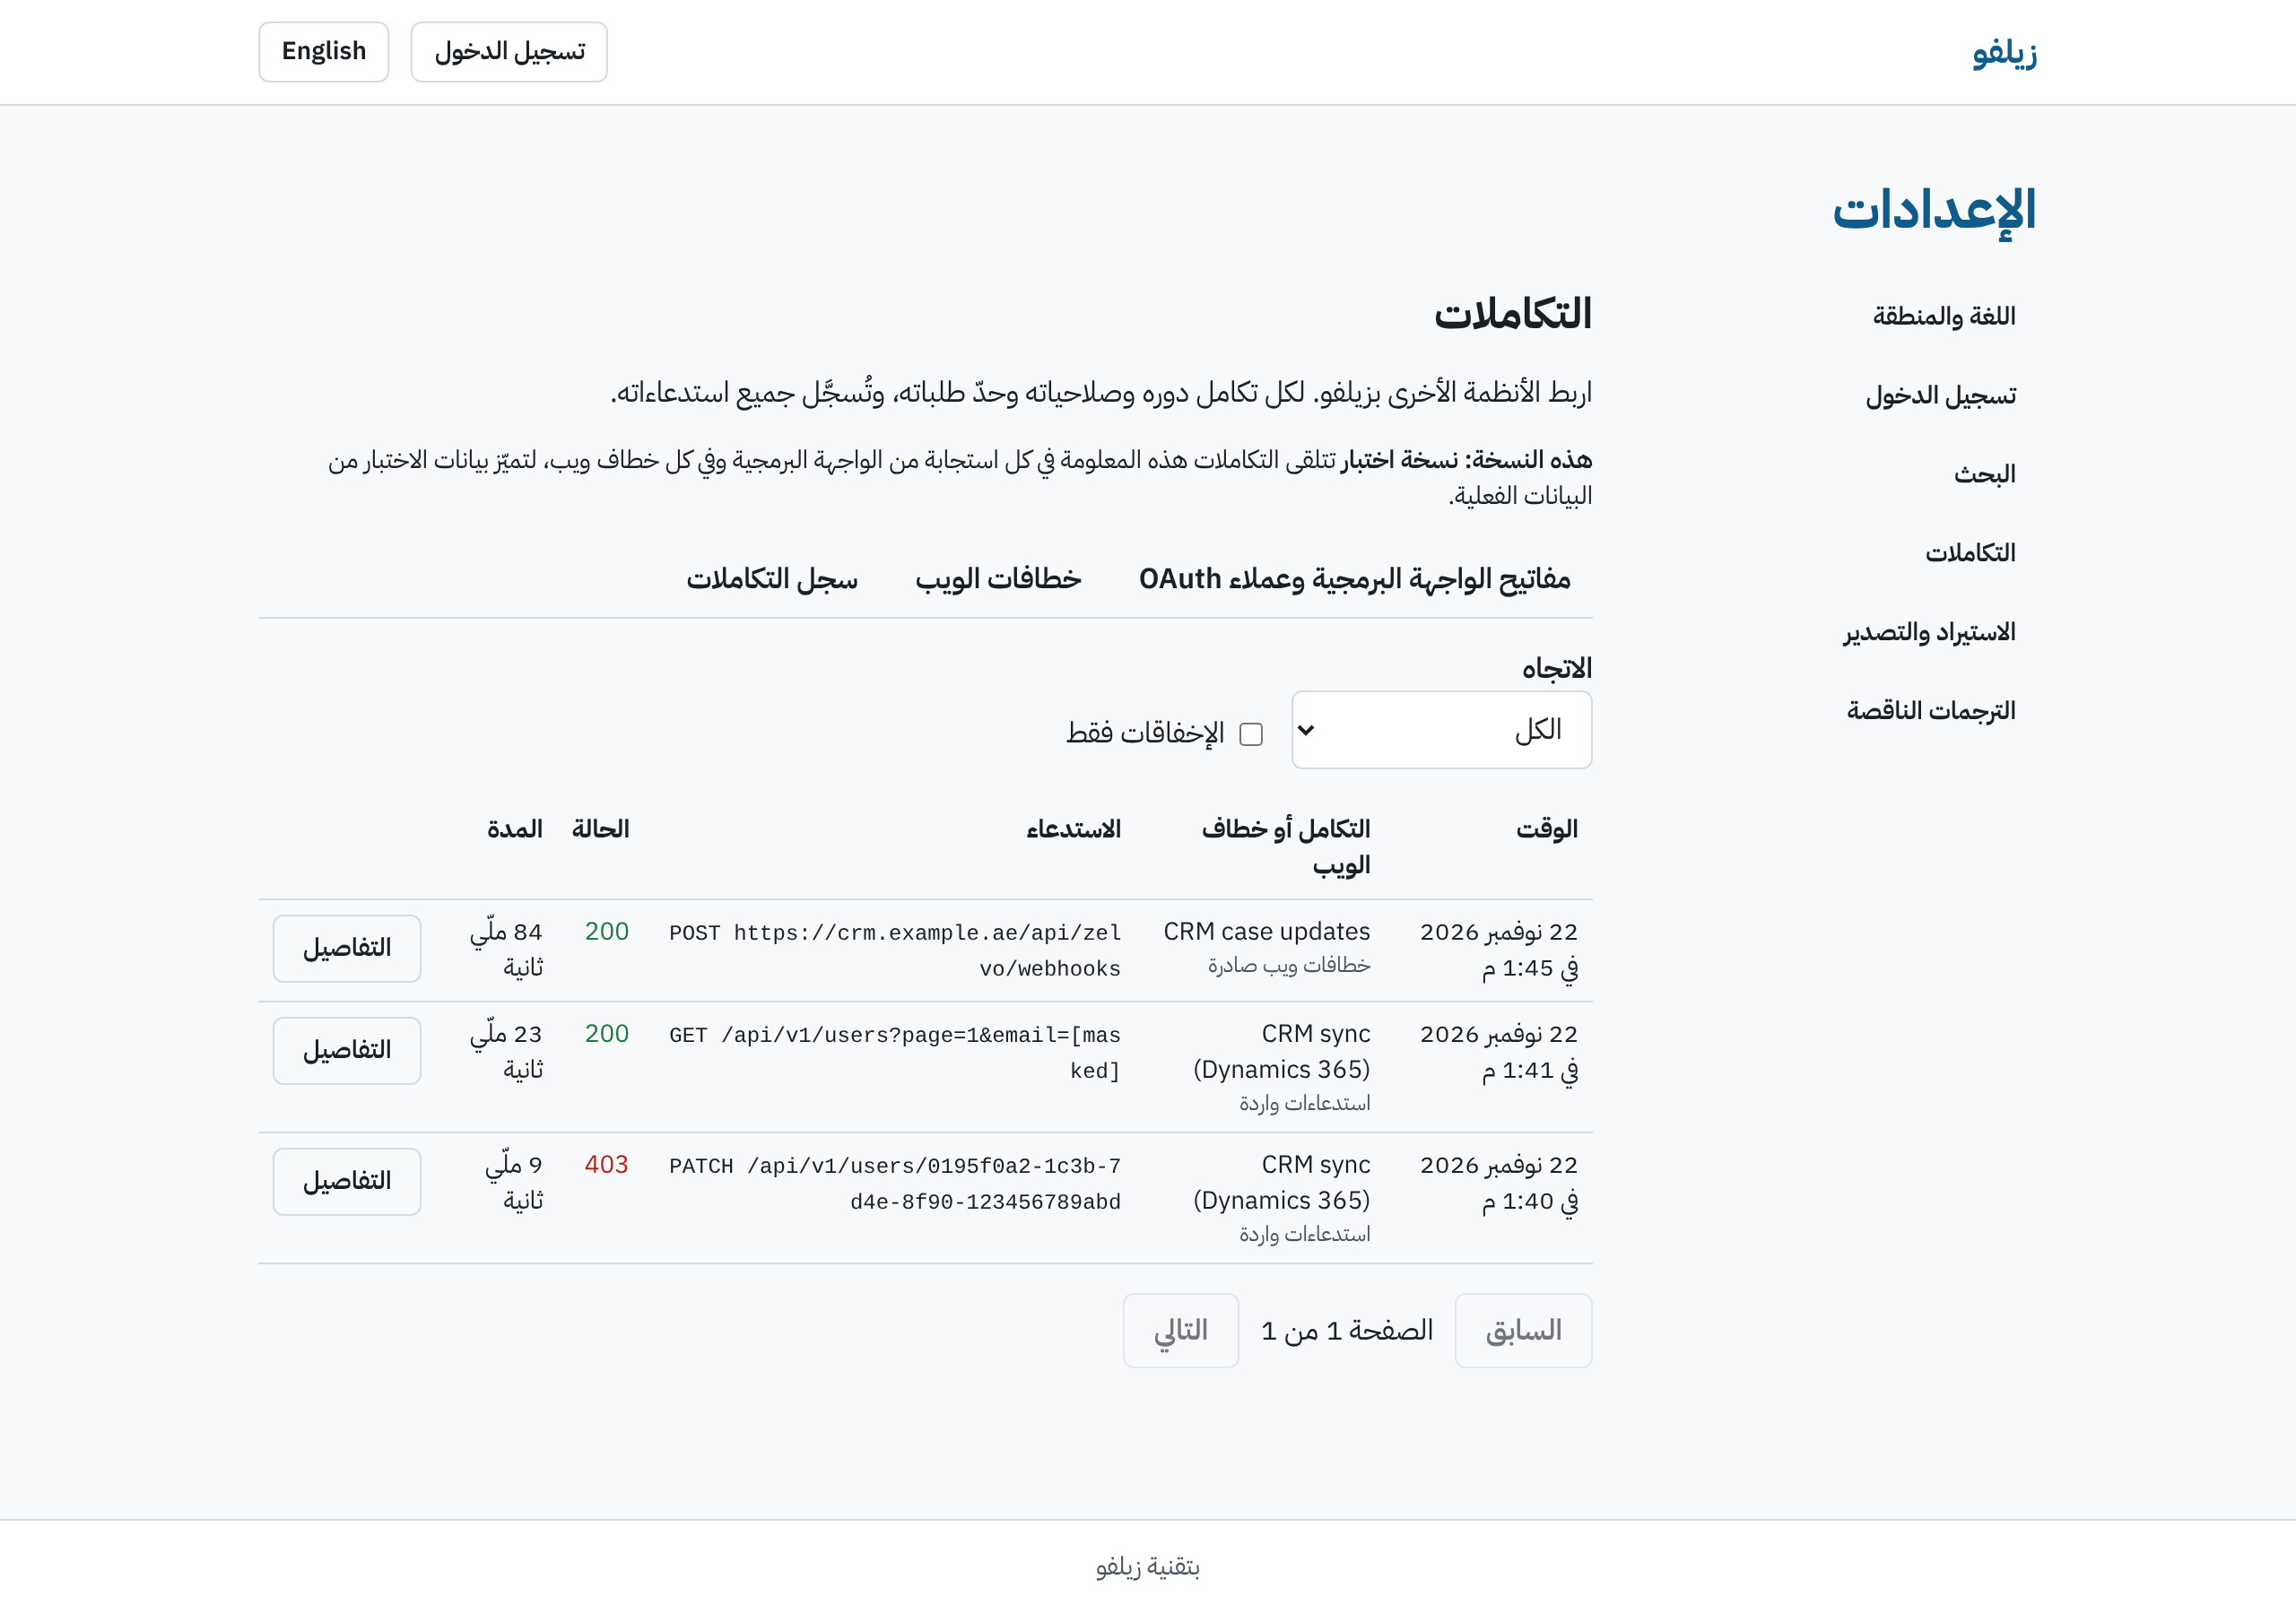 زيلفو
تسجيل الدخول
English
الإعدادات
اللغة والمنطقة
تسجيل الدخول
البحث
التكاملات
الاستيراد والتصدير
الترجمات الناقصة
التكاملات
اربط الأنظمة الأخرى بزيلفو. لكل تكامل دوره وصلاحياته وحدّ طلباته، وتُسجَّل جميع استدعاءاته.
هذه النسخة: نسخة اختبار تتلقى التكاملات هذه المعلومة في كل استجابة من الواجهة البرمجية وفي كل خطاف ويب، لتميّز بيانات الاختبار من
البيانات الفعلية.
مفاتيح الواجهة البرمجية وعملاء OAuth
خطافات الويب
سجل التكاملات
الاتجاه
الكل
الإخفاقات فقط
الوقت
التكامل أو خطاف
الويب
الاستدعاء
الحالة
المدة
22 نوفمبر 2026
في 1:45 م
CRM case updates
خطافات ويب صادرة
POST https://crm.example.ae/api/zel
vo/webhooks
200
84 ملّي
ثانية
التفاصيل
22 نوفمبر 2026
في 1:41 م
CRM sync
(Dynamics 365)
استدعاءات واردة
GET /api/v1/users?page=1&email=[mas
ked]
200
23 ملّي
ثانية
التفاصيل
22 نوفمبر 2026
في 1:40 م
CRM sync
(Dynamics 365)
استدعاءات واردة
PATCH /api/v1/users/0195f0a2-1c3b-7
d4e-8f90-123456789abd
403
9 ملّي
ثانية
التفاصيل
السابق
الصفحة 1 من 1
التالي
بتقنية زيلفو